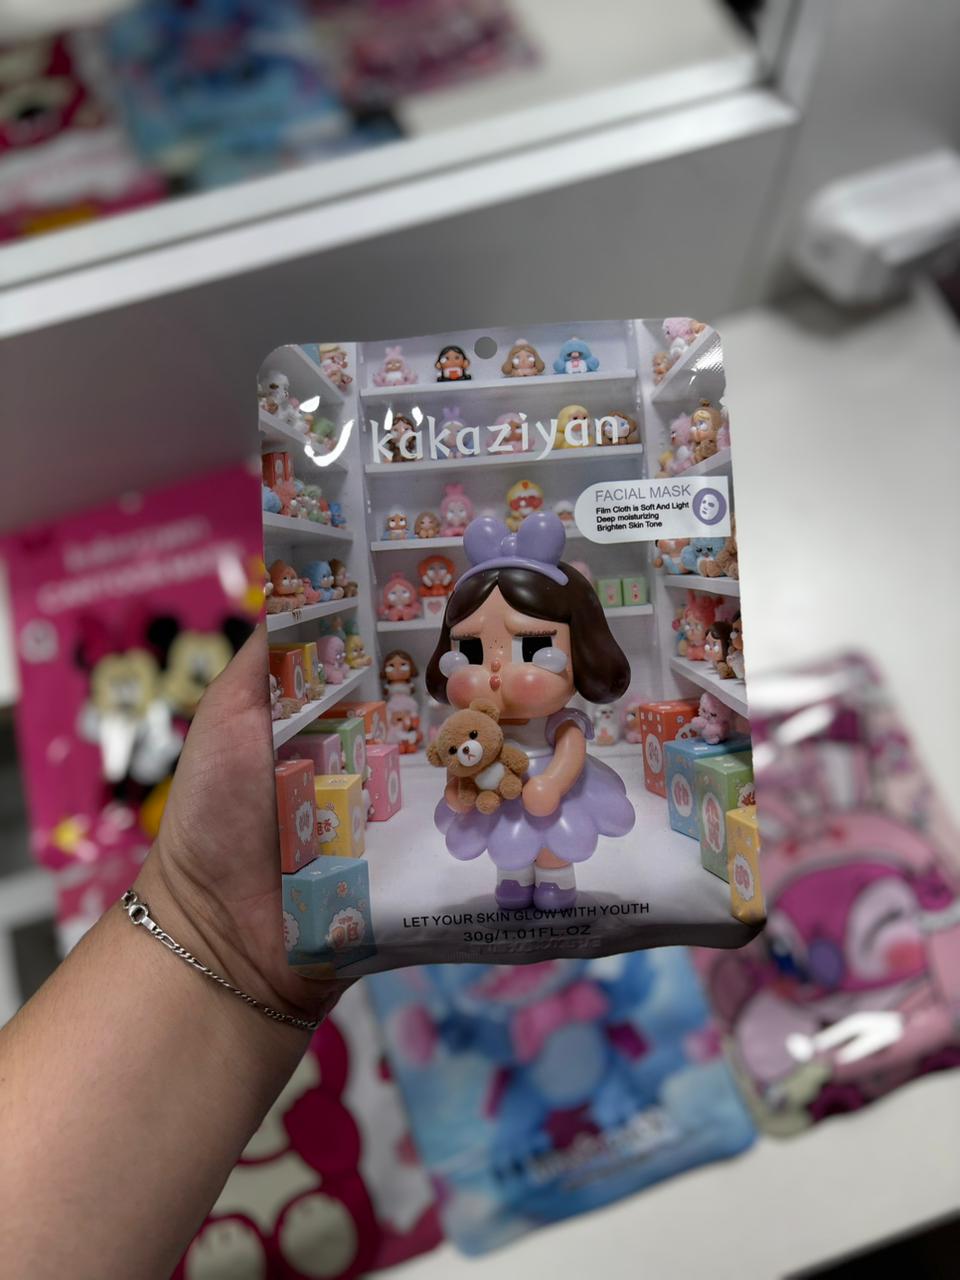 kakaziyan
FACIAL MASK
Film Cloth is Soft And Light
Deep moisturizing
Brighten Skin Tone
LET YOUR SKIN GLOW WITH YOUTH
30g/1.01FL.OZ